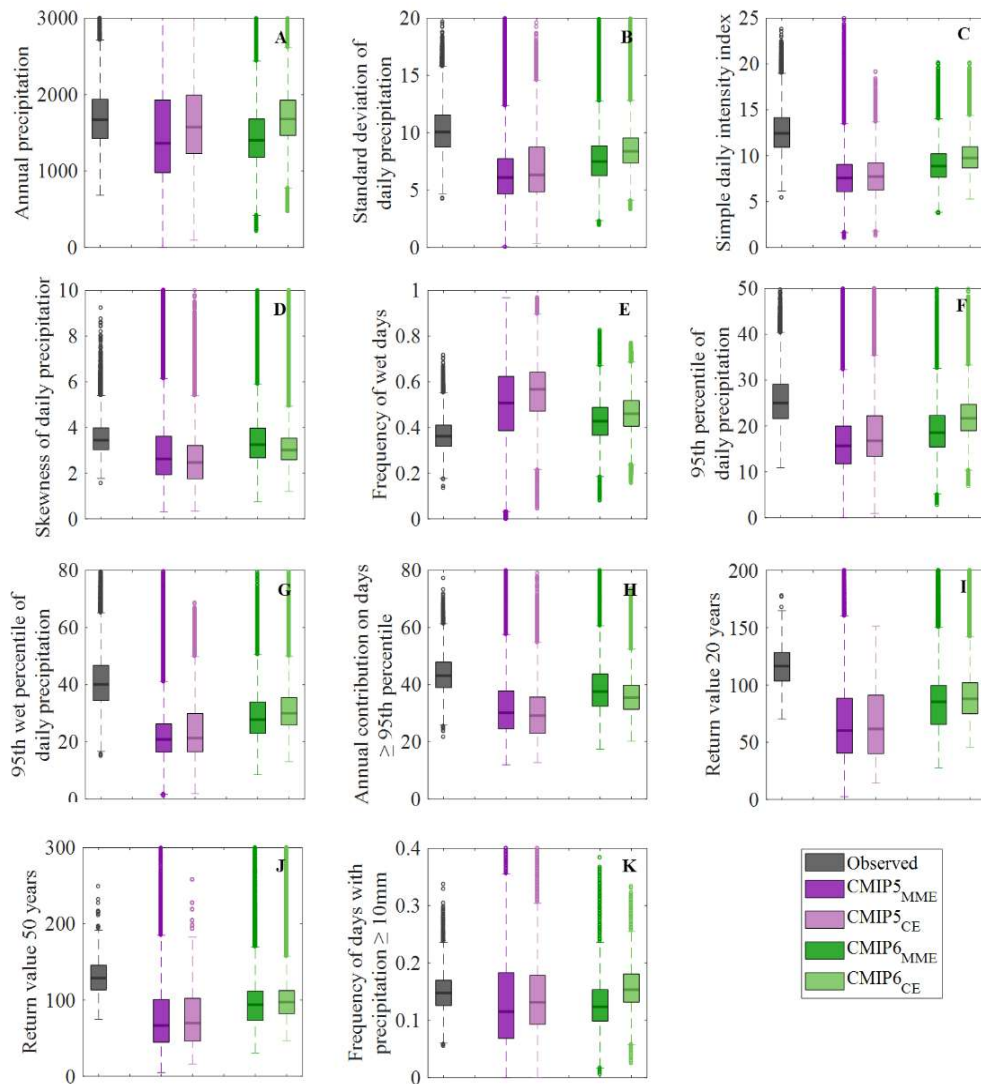 Annual precipitation
3000
2000
1000
0
A
Standard deviation of
daily precipitation
20
15
10
5
0
B
Simple daily intensity index
25
20
15
10
5
0
C
Skewness of daily precipitation
10
8
6
4
2
0
D
Frequency of wet days
1
0.8
0.6
0.4
0.2
0
E
95th percentile of
daily precipitation
50
40
30
20
10
0
F
95th wet percentile of
daily precipitation
80
60
40
20
0
G
Annual contribution on days
≥ 95th percentile
80
60
40
20
0
H
Return value 20 years
200
150
100
50
0
I
Return value 50 years
300
200
100
0
J
Frequency of days with
precipitation ≥ 10mm
0.4
0.3
0.2
0.1
0
K
Observed
CMIP5MME
CMIP5CE
CMIP6MME
CMIP6CE